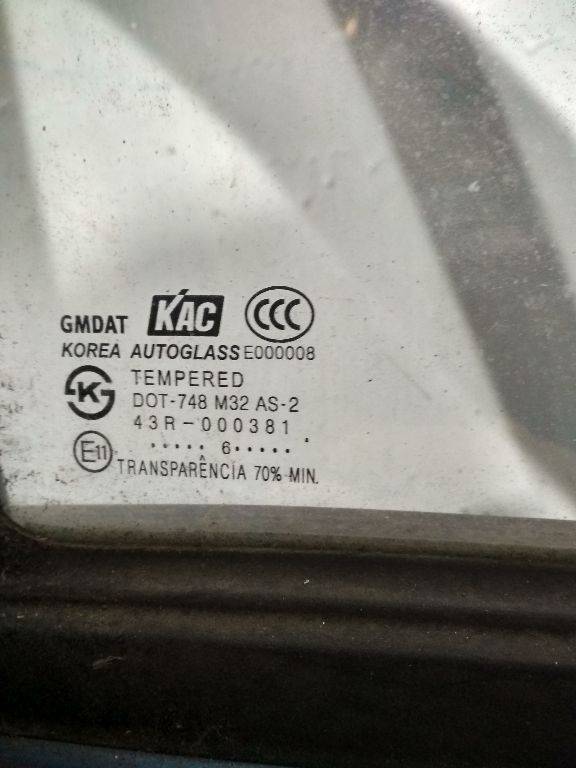 GMDAT KAC CCC
KOREA AUTOGLASS E000008
K TEMPERED
DOT-748 M32 AS-2
43R-000381
E11 ..... 6 ......
TRANSPARÊNCIA 70% MIN.